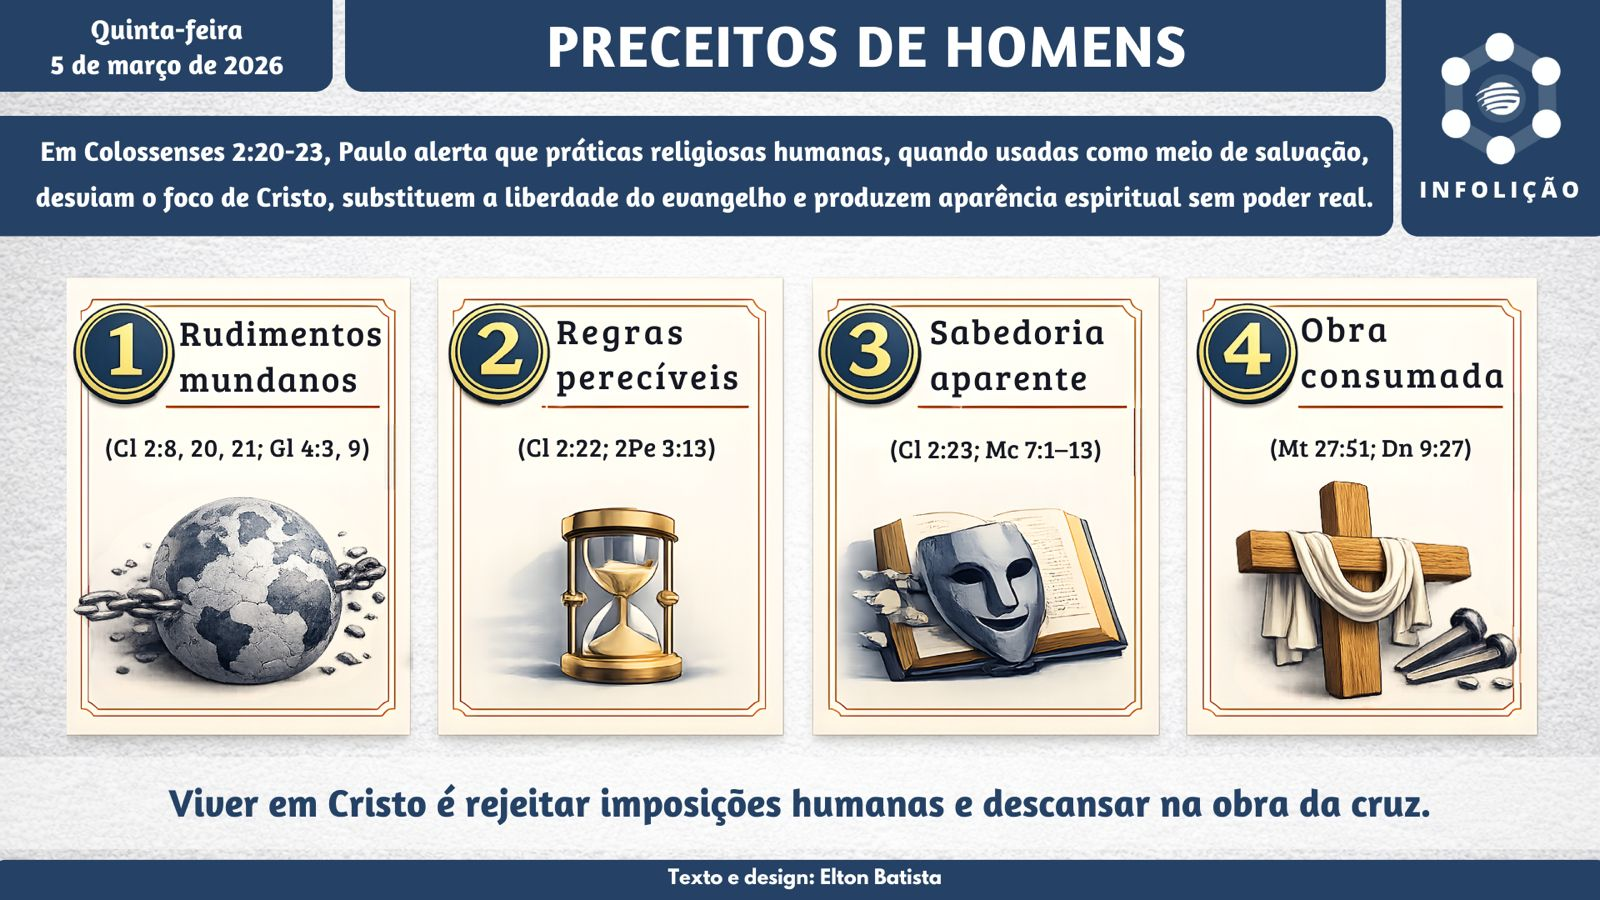 Quinta-feira
5 de março de 2026
PRECEITOS DE HOMENS
Em Colossenses 2:20-23, Paulo alerta que práticas religiosas humanas, quando usadas como meio de salvação,
desviam o foco de Cristo, substituem a liberdade do evangelho e produzem aparência espiritual sem poder real.
INFOLIÇÃO
1
Rudimentos
mundanos
(Cl 2:8, 20, 21; Gl 4:3, 9)
2
Regras
perecíveis
(Cl 2:22; 2Pe 3:13)
3
Sabedoria
aparente
(Cl 2:23; Mc 7:1–13)
4
Obra
consumada
(Mt 27:51; Dn 9:27)
Viver em Cristo é rejeitar imposições humanas e descansar na obra da cruz.
Texto e design: Elton Batista